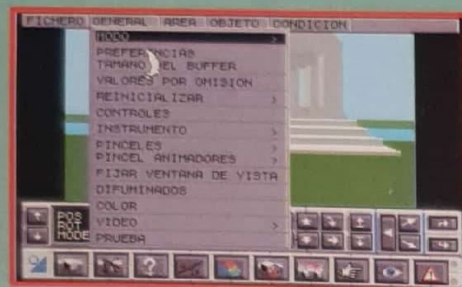 FICHERO GENERAL AREA OBJETO CONDICION
MODO >
PREFERENCIAS
TAMANO DEL BUFFER
VALORES POR OMISION
REINICIALIZAR >
CONTROLES
INSTRUMENTO >
PINCELES >
PINCEL ANIMADORES >
FIJAR VENTANA DE VISTA
DIFUMINADOS
COLOR
VIDEO >
PRUEBA
POS
ROT
MODE